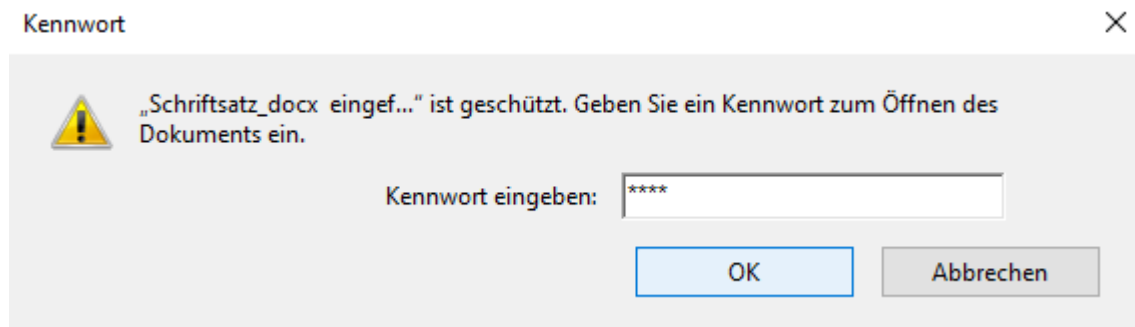 Kennwort
„Schriftsatz_docx  eingef...“ ist geschützt. Geben Sie ein Kennwort zum Öffnen des
Dokuments ein.
Kennwort eingeben: ****
OK Abbrechen